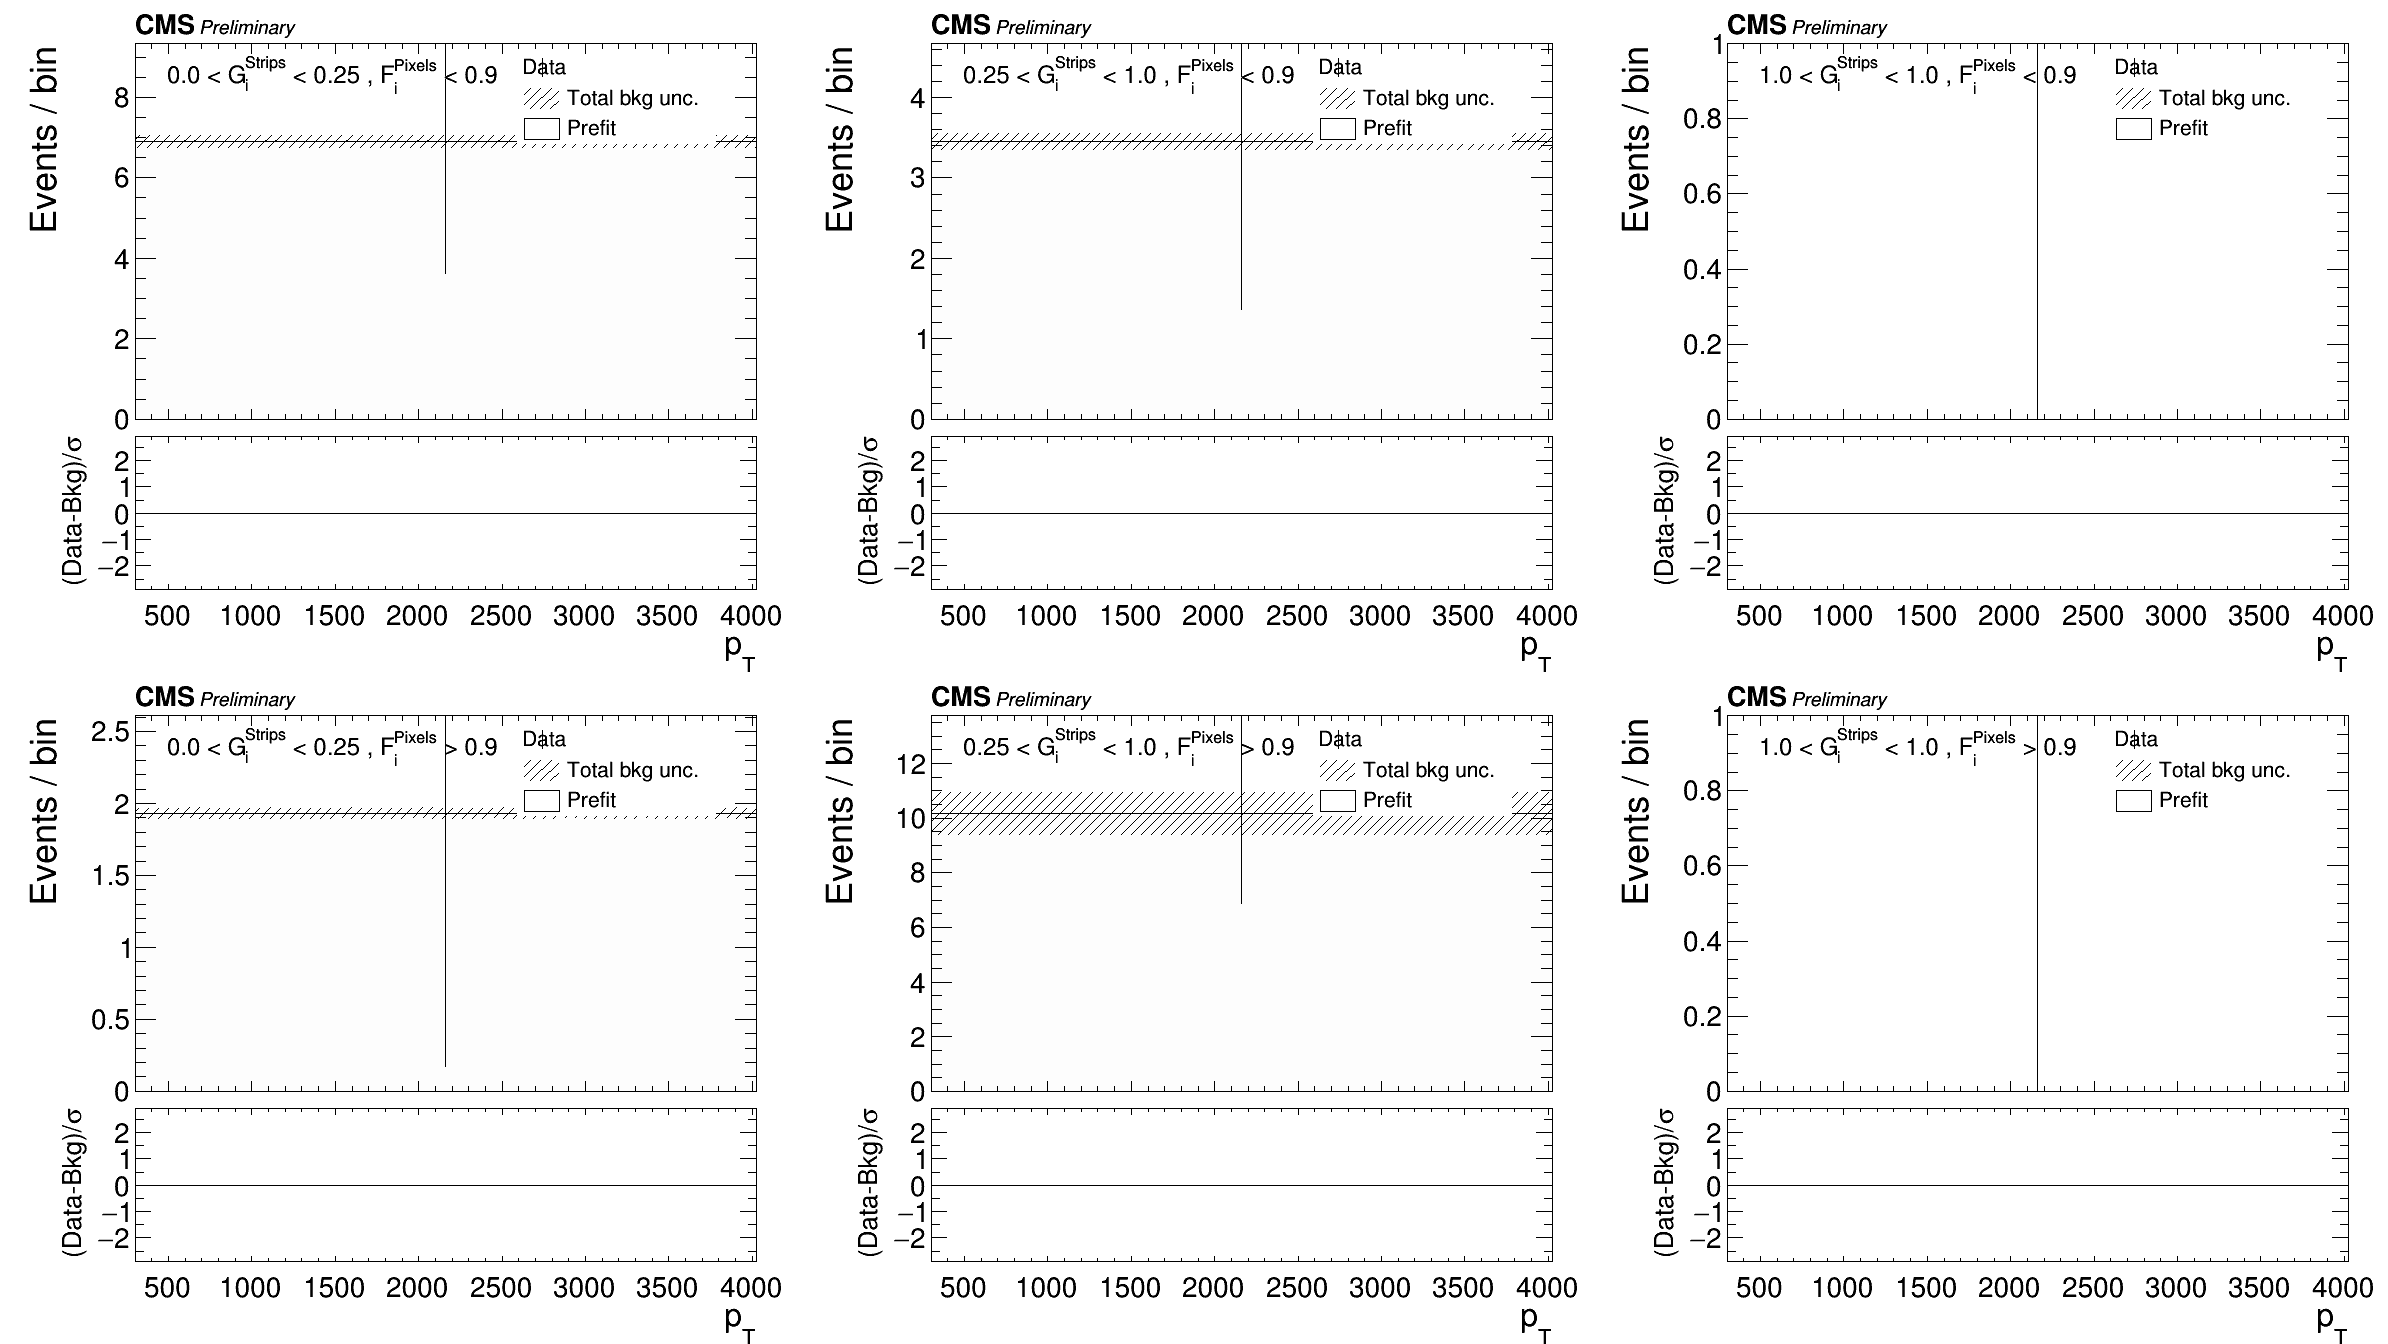 CMS Preliminary
Events / bin
0.0 < G_i^Strips < 0.25 , F_i^Pixels < 0.9
Data
Total bkg unc.
Prefit
8
6
4
2
0
(Data-Bkg)/σ
2
1
0
−1
−2
500 1000 1500 2000 2500 3000 3500 4000
p_T
CMS Preliminary
Events / bin
0.25 < G_i^Strips < 1.0 , F_i^Pixels < 0.9
Data
Total bkg unc.
Prefit
4
3
2
1
0
(Data-Bkg)/σ
2
1
0
−1
−2
500 1000 1500 2000 2500 3000 3500 4000
p_T
CMS Preliminary
Events / bin
1.0 < G_i^Strips < 1.0 , F_i^Pixels < 0.9
Data
Total bkg unc.
Prefit
1
0.8
0.6
0.4
0.2
0
(Data-Bkg)/σ
2
1
0
−1
−2
500 1000 1500 2000 2500 3000 3500 4000
p_T
CMS Preliminary
Events / bin
0.0 < G_i^Strips < 0.25 , F_i^Pixels > 0.9
Data
Total bkg unc.
Prefit
2.5
2
1.5
1
0.5
0
(Data-Bkg)/σ
2
1
0
−1
−2
500 1000 1500 2000 2500 3000 3500 4000
p_T
CMS Preliminary
Events / bin
0.25 < G_i^Strips < 1.0 , F_i^Pixels > 0.9
Data
Total bkg unc.
Prefit
12
10
8
6
4
2
0
(Data-Bkg)/σ
2
1
0
−1
−2
500 1000 1500 2000 2500 3000 3500 4000
p_T
CMS Preliminary
Events / bin
1.0 < G_i^Strips < 1.0 , F_i^Pixels > 0.9
Data
Total bkg unc.
Prefit
1
0.8
0.6
0.4
0.2
0
(Data-Bkg)/σ
2
1
0
−1
−2
500 1000 1500 2000 2500 3000 3500 4000
p_T